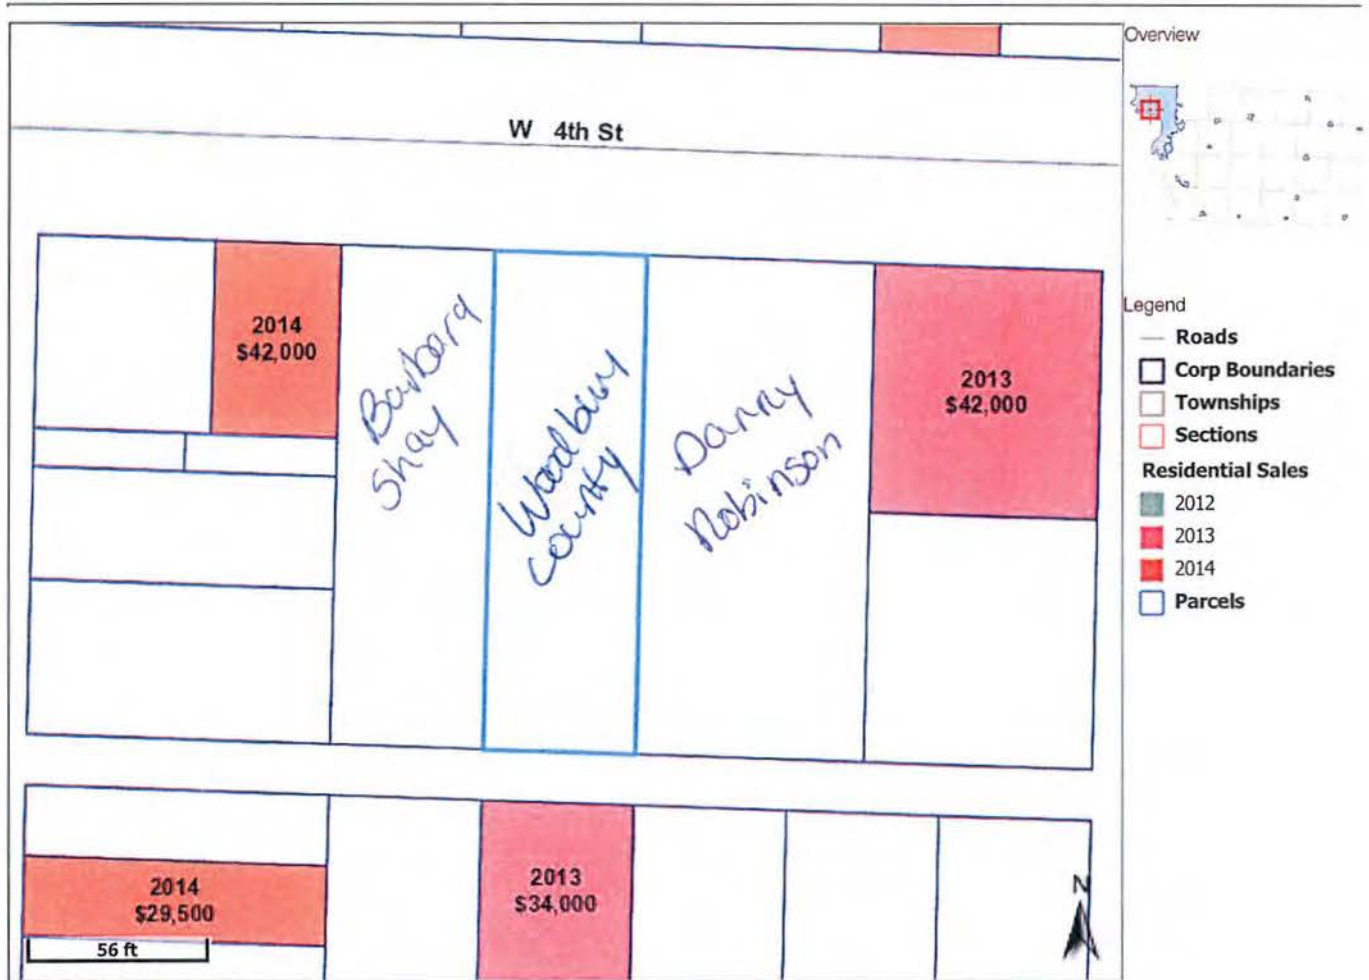 Overview
W 4th St
Legend
Roads
Corp Boundaries
Townships
Sections
Residential Sales
2012
2013
2014
Parcels
2014
$42,000
Barbara
Shay
Woodbury
county
Danny
Robinson
2013
$42,000
2014
$29,500
2013
$34,000
56 ft
N